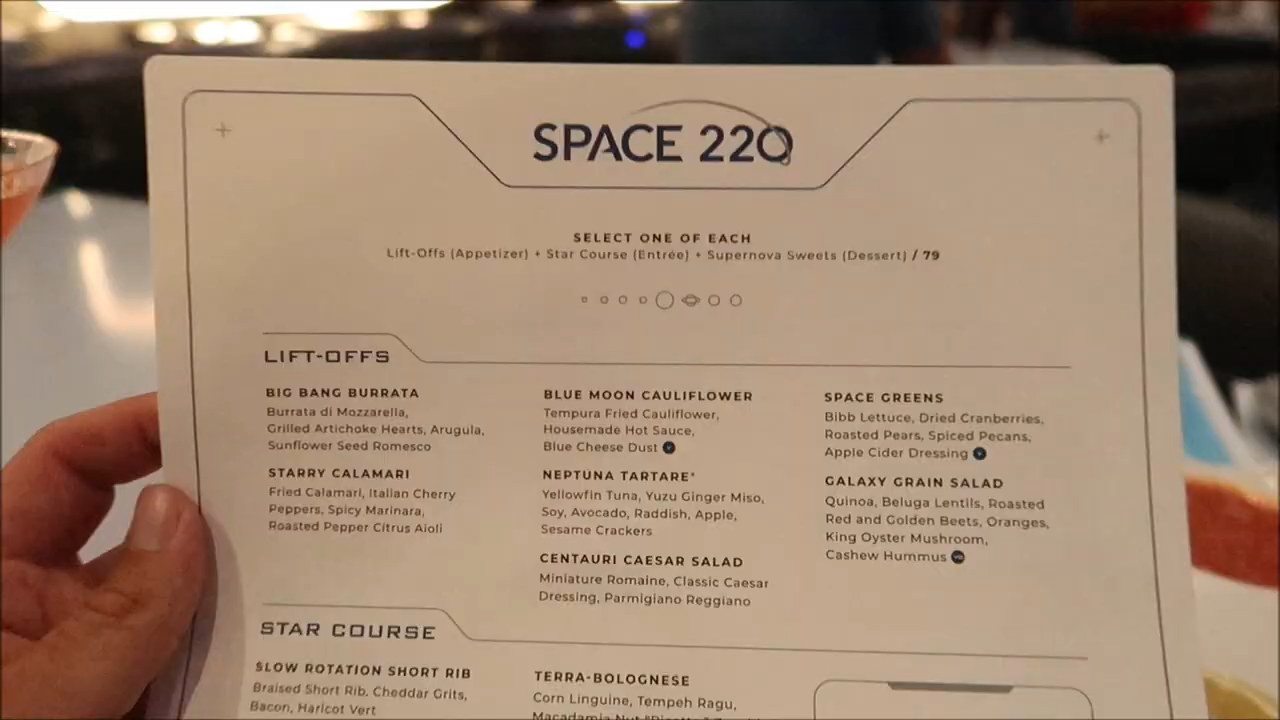 SPACE 220
SELECT ONE OF EACH
Lift-Offs (Appetizer) + Star Course (Entrée) + Supernova Sweets (Dessert) / 79
LIFT-OFFS
BIG BANG BURRATA
Burrata di Mozzarella,
Grilled Artichoke Hearts, Arugula,
Sunflower Seed Romesco
STARRY CALAMARI
Fried Calamari, Italian Cherry
Peppers, Spicy Marinara,
Roasted Pepper Citrus Aioli
BLUE MOON CAULIFLOWER
Tempura Fried Cauliflower,
Housemade Hot Sauce,
Blue Cheese Dust
NEPTUNA TARTARE*
Yellowfin Tuna, Yuzu Ginger Miso,
Soy, Avocado, Raddish, Apple,
Sesame Crackers
CENTAURI CAESAR SALAD
Miniature Romaine, Classic Caesar
Dressing, Parmigiano Reggiano
SPACE GREENS
Bibb Lettuce, Dried Cranberries,
Roasted Pears, Spiced Pecans,
Apple Cider Dressing
GALAXY GRAIN SALAD
Quinoa, Beluga Lentils, Roasted
Red and Golden Beets, Oranges,
King Oyster Mushroom,
Cashew Hummus
STAR COURSE
SLOW ROTATION SHORT RIB
Braised Short Rib, Cheddar Grits,
Bacon, Haricot Vert
TERRA-BOLOGNESE
Corn Linguine, Tempeh Ragu,
Macadamia Nut "Ricotta"